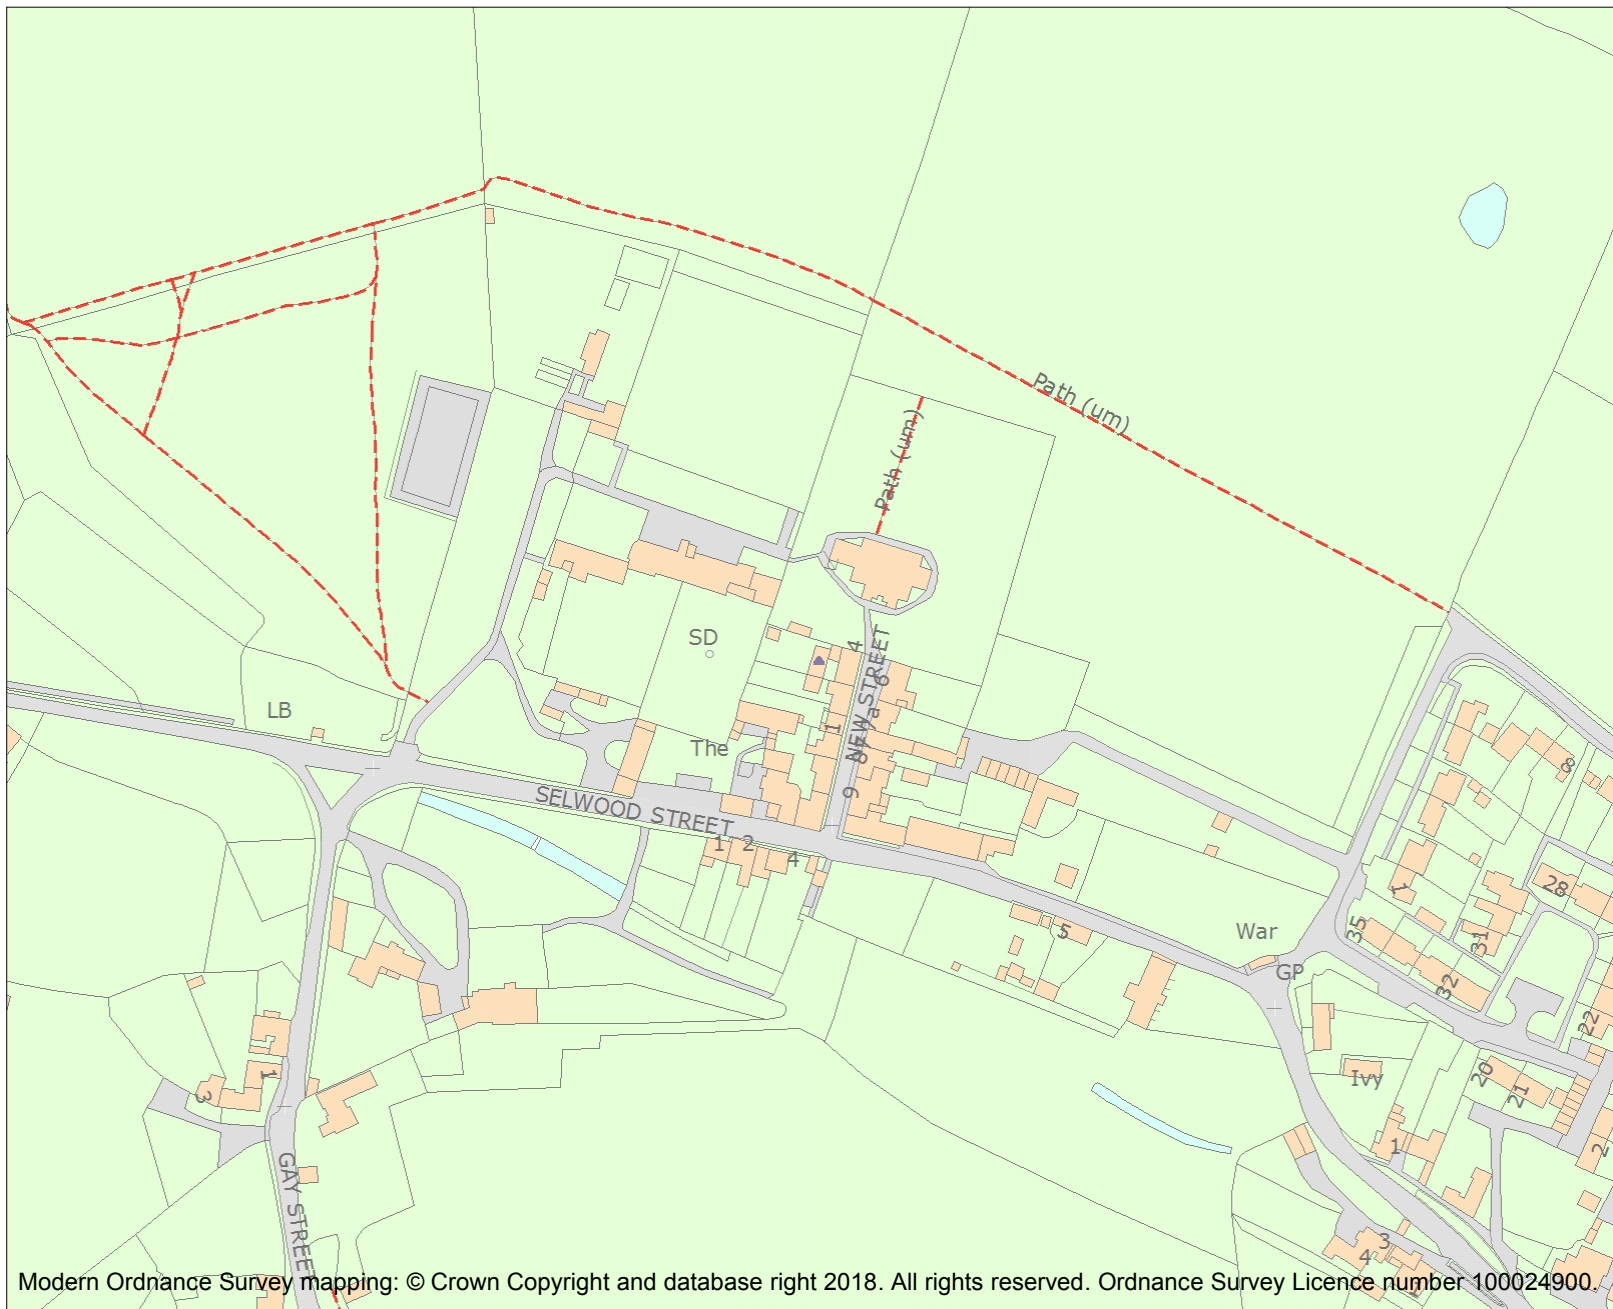 Path (um)
Path (um)
SD
4
NEW STREET
6
LB
The
1
8
8
7a
9
SELWOOD STREET
1
2
4
28
1
5
War
35
31
GP
32
22
Ivy
20
21
1
3
1
2
GAY STREET
3
4
1
Modern Ordnance Survey mapping: © Crown Copyright and database right 2018. All rights reserved. Ordnance Survey Licence number 100024900.